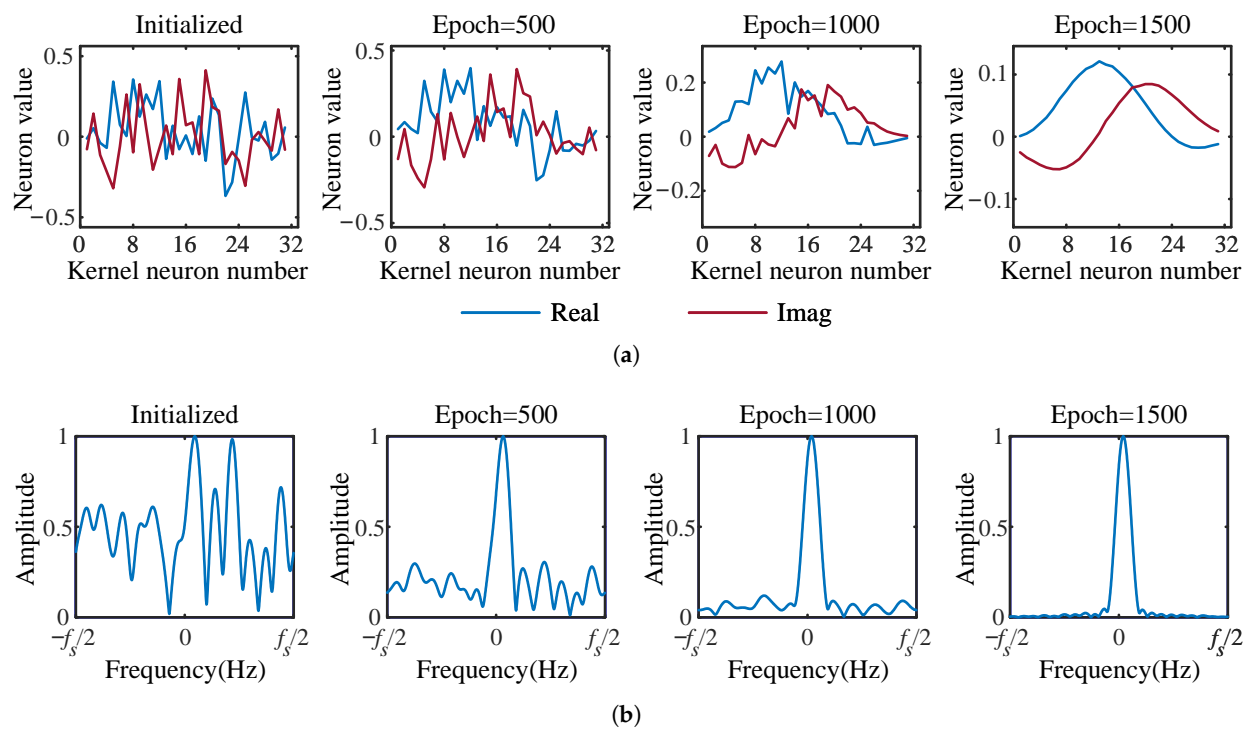 Initialized Epoch=500 Epoch=1000 Epoch=1500
Neuron value Neuron value Neuron value Neuron value
0.5 0 −0.5 0.5 0 −0.5 0.2 0 −0.2 0.1 0 −0.1
0 8 16 24 32 0 8 16 24 32 0 8 16 24 32 0 8 16 24 32
Kernel neuron number Kernel neuron number Kernel neuron number Kernel neuron number
Real Imag
(a)
Initialized Epoch=500 Epoch=1000 Epoch=1500
Amplitude Amplitude Amplitude Amplitude
1 0.5 0 1 0.5 0 1 0.5 0 1 0.5 0
−fs/2 0 fs/2 −fs/2 0 fs/2 −fs/2 0 fs/2 −fs/2 0 fs/2
Frequency(Hz) Frequency(Hz) Frequency(Hz) Frequency(Hz)
(b)